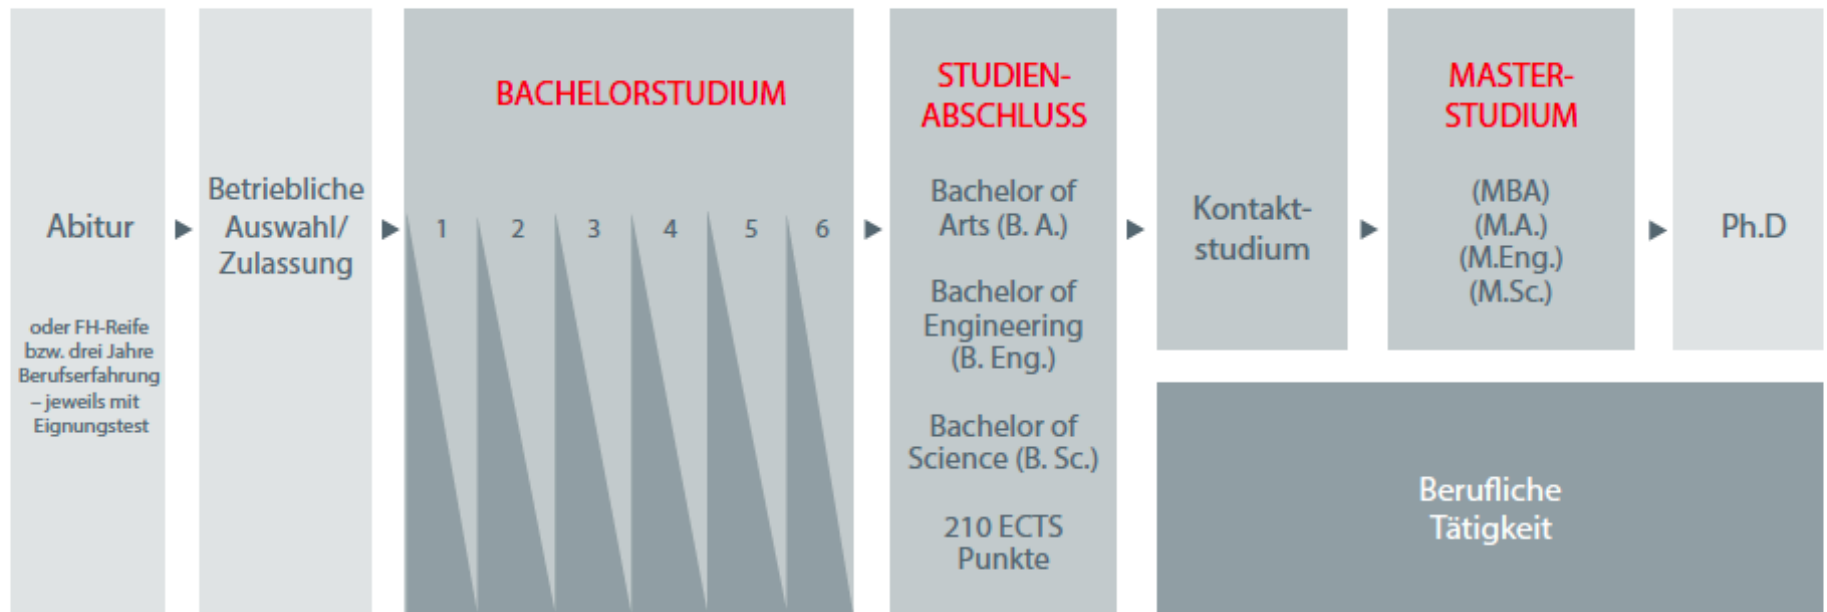 Abitur
oder FH-Reife
bzw. drei Jahre
Berufserfahrung
– jeweils mit
Eignungstest
Betriebliche
Auswahl/
Zulassung
BACHELORSTUDIUM
1 2 3 4 5 6
STUDIEN-
ABSCHLUSS
Bachelor of
Arts (B. A.)
Bachelor of
Engineering
(B. Eng.)
Bachelor of
Science (B. Sc.)
210 ECTS
Punkte
Kontakt-
studium
MASTER-
STUDIUM
(MBA)
(M.A.)
(M.Eng.)
(M.Sc.)
Ph.D
Berufliche
Tätigkeit